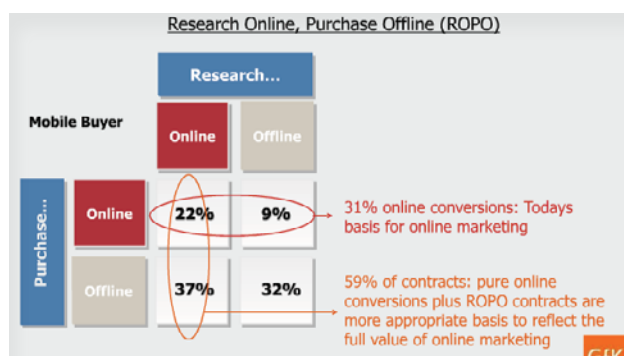 Research Online, Purchase Offline (ROPO)
Research...
Mobile Buyer
Online
Offline
Purchase...
Online
22%
9%
31% online conversions: Todays
basis for online marketing
Offline
37%
32%
59% of contracts: pure online
conversions plus ROPO contracts are
more appropriate basis to reflect the
full value of online marketing
GfK